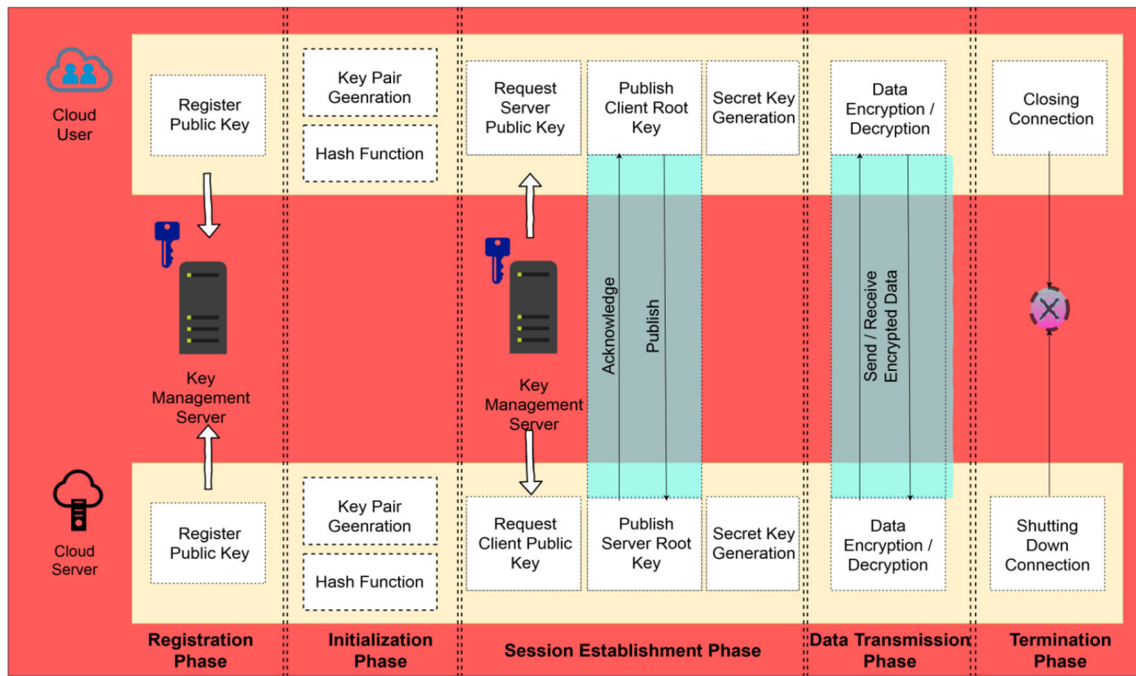 Cloud
User
Register
Public Key
Key Pair
Geenration
Hash Function
Request
Server
Public Key
Publish
Client Root
Key
Secret Key
Generation
Data
Encryption /
Decryption
Closing
Connection
Key
Management
Server
Key
Management
Server
Acknowledge
Publish
Send / Receive
Encrypted Data
Cloud
Server
Register
Public Key
Key Pair
Geenration
Hash Function
Request
Client Public
Key
Publish
Server Root
Key
Secret Key
Generation
Data
Encryption /
Decryption
Shutting
Down
Connection
Registration
Phase
Initialization
Phase
Session Establishment Phase
Data Transmission
Phase
Termination
Phase